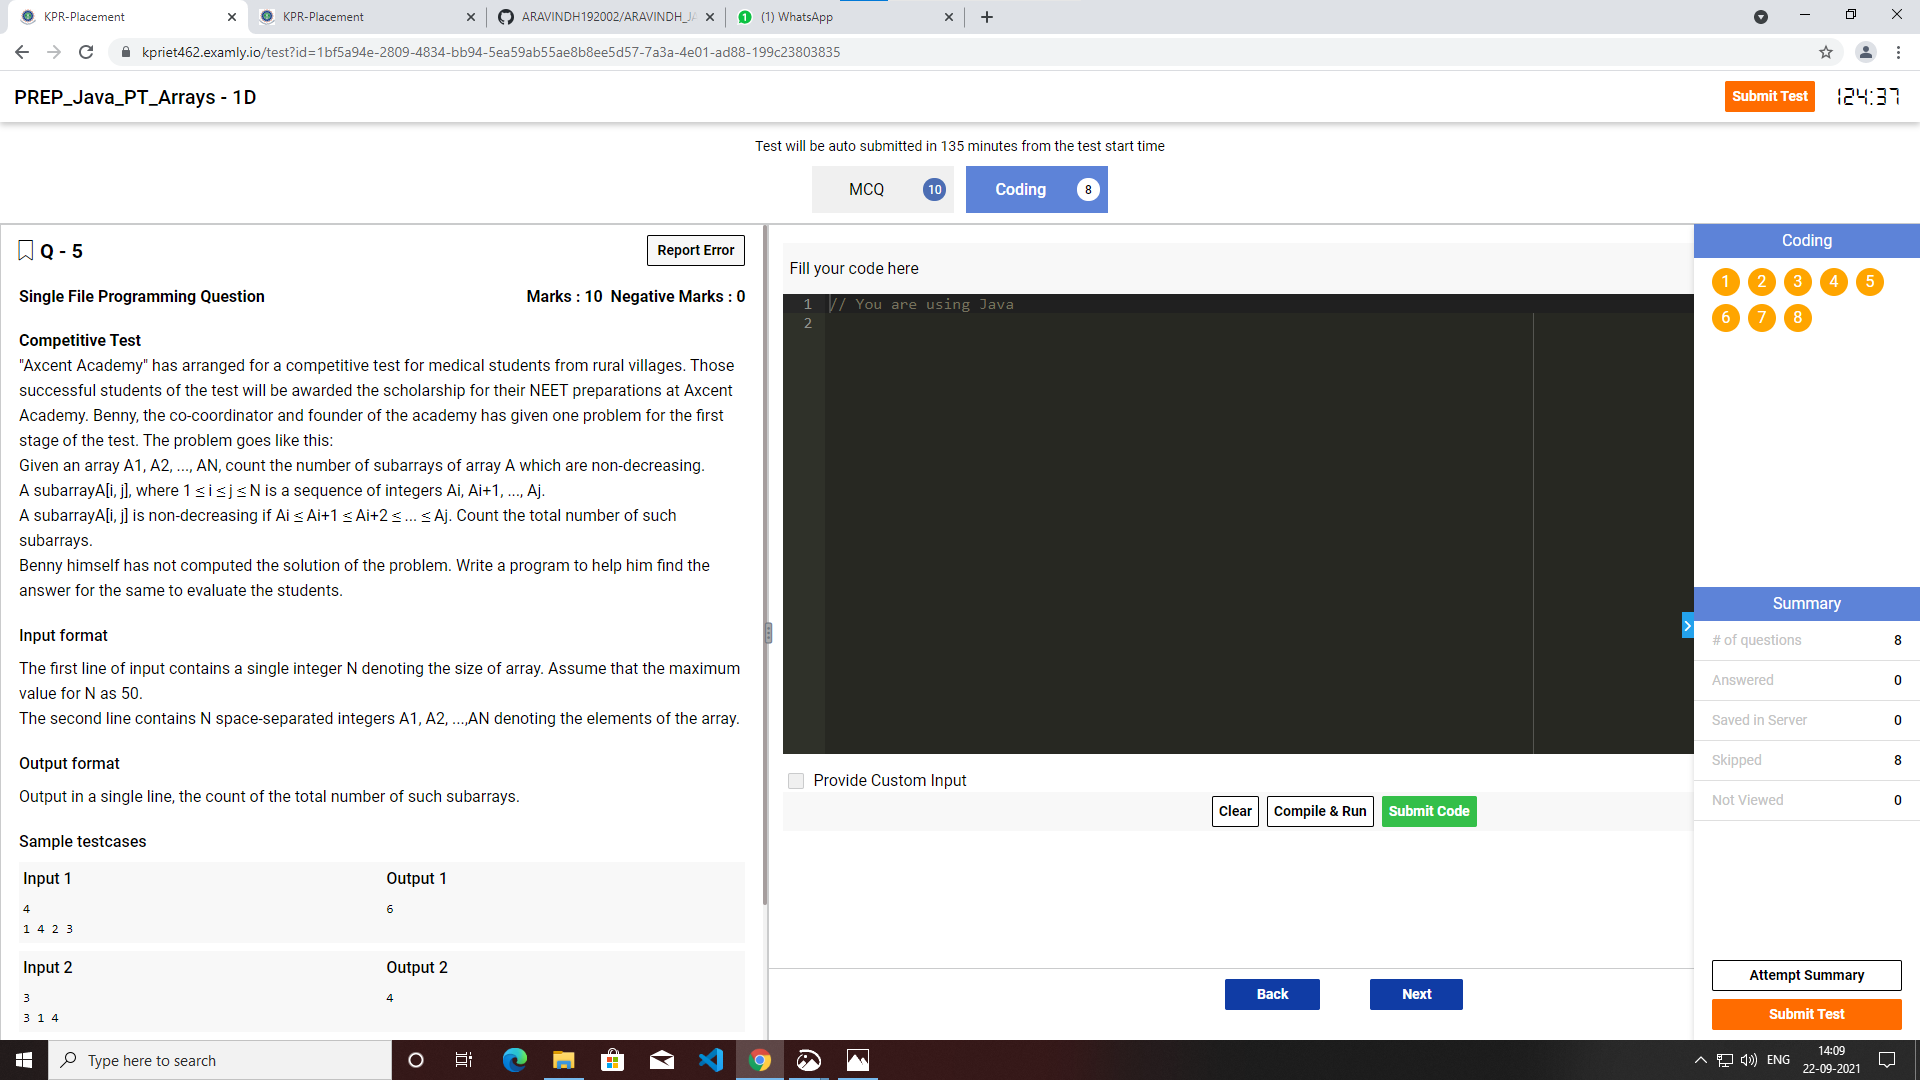 KPR-Placement
KPR-Placement
ARAVINDH192002/ARAVINDH_JA
1 (1) WhatsApp
kpriet462.examly.io/test?id=1bf5a94e-2809-4834-bb94-5ea59ab55ae8b8ee5d57-7a3a-4e01-ad88-199c23803835
PREP_Java_PT_Arrays - 1D
Submit Test
124:37
Test will be auto submitted in 135 minutes from the test start time
MCQ 10
Coding 8
Q - 5
Report Error
Single File Programming Question
Marks : 10 Negative Marks : 0
Competitive Test
"Axcent Academy" has arranged for a competitive test for medical students from rural villages. Those
successful students of the test will be awarded the scholarship for their NEET preparations at Axcent
Academy. Benny, the co-coordinator and founder of the academy has given one problem for the first
stage of the test. The problem goes like this:
Given an array A1, A2, ..., AN, count the number of subarrays of array A which are non-decreasing.
A subarrayA[i, j], where 1 ≤ i ≤ j ≤ N is a sequence of integers Ai, Ai+1, ..., Aj.
A subarrayA[i, j] is non-decreasing if Ai ≤ Ai+1 ≤ Ai+2 ≤ ... ≤ Aj. Count the total number of such
subarrays.
Benny himself has not computed the solution of the problem. Write a program to help him find the
answer for the same to evaluate the students.
Input format
The first line of input contains a single integer N denoting the size of array. Assume that the maximum
value for N as 50.
The second line contains N space-separated integers A1, A2, ...,AN denoting the elements of the array.
Output format
Output in a single line, the count of the total number of such subarrays.
Sample testcases
Input 1
Output 1
4
6
1 4 2 3
Input 2
Output 2
3
4
3 1 4
Fill your code here
1 // You are using Java
2
Provide Custom Input
Clear
Compile & Run
Submit Code
Back
Next
Coding
1 2 3 4 5
6 7 8
Summary
# of questions 8
Answered 0
Saved in Server 0
Skipped 8
Not Viewed 0
Attempt Summary
Submit Test
Type here to search
ENG
14:09
22-09-2021